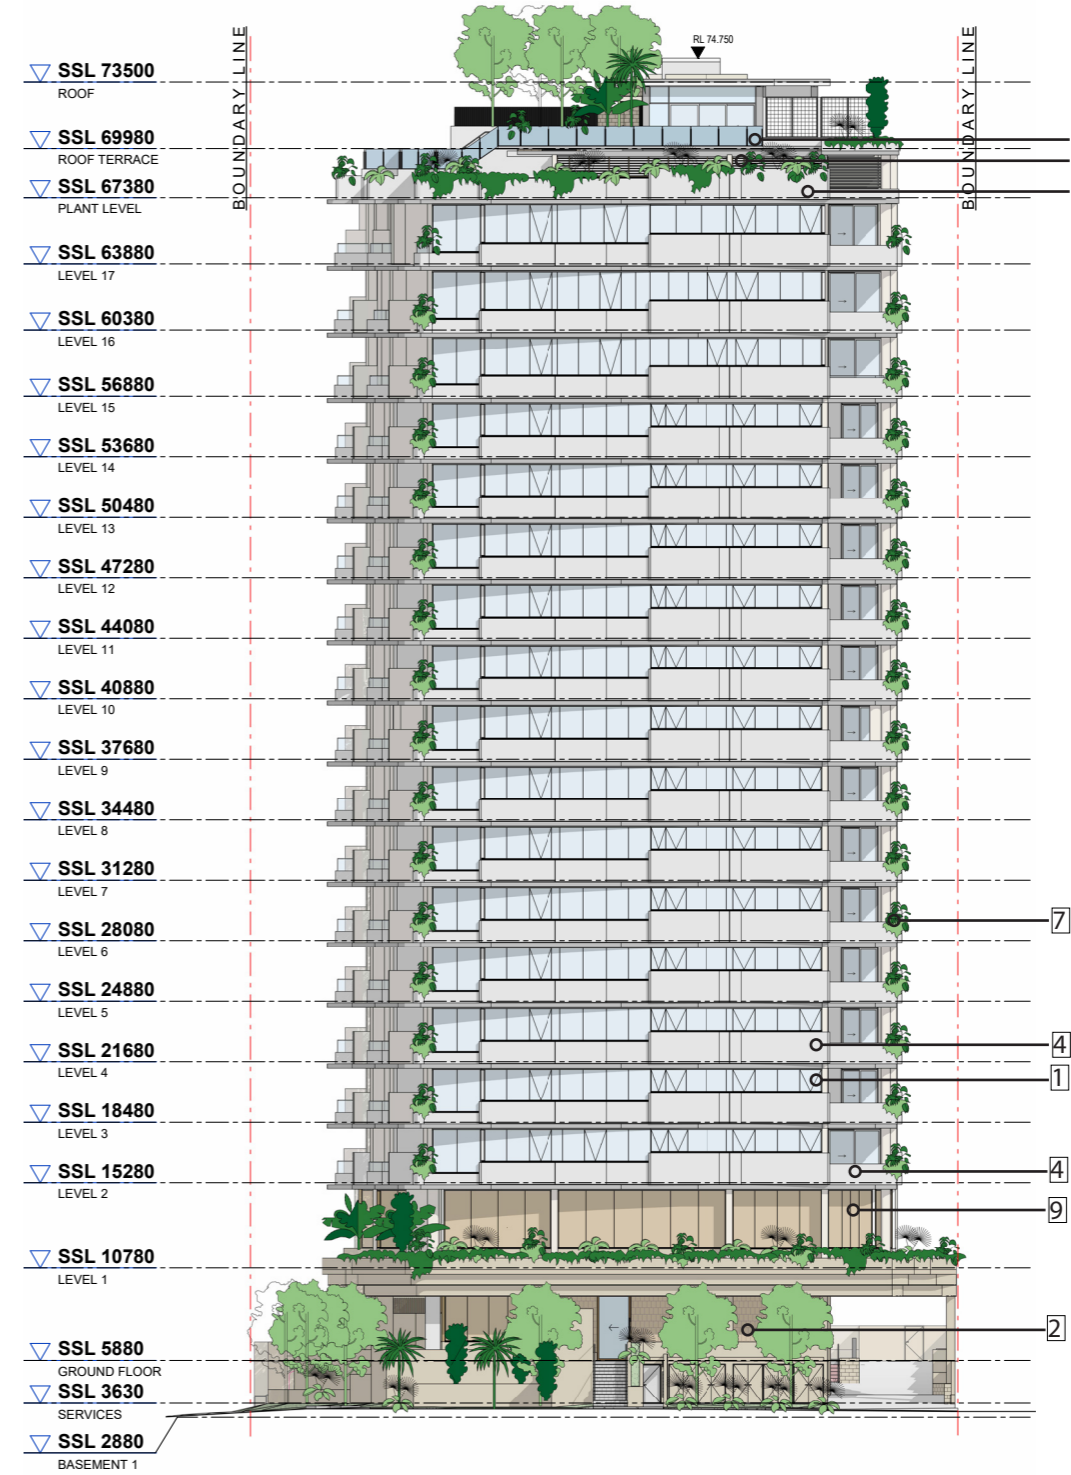 BOUNDARY LINE
BOUNDARY LINE
RL 74.750
SSL 73500
ROOF
SSL 69980
ROOF TERRACE
SSL 67380
PLANT LEVEL
SSL 63880
LEVEL 17
SSL 60380
LEVEL 16
SSL 56880
LEVEL 15
SSL 53680
LEVEL 14
SSL 50480
LEVEL 13
SSL 47280
LEVEL 12
SSL 44080
LEVEL 11
SSL 40880
LEVEL 10
SSL 37680
LEVEL 9
SSL 34480
LEVEL 8
SSL 31280
LEVEL 7
7
SSL 28080
LEVEL 6
SSL 24880
LEVEL 5
4
SSL 21680
LEVEL 4
1
SSL 18480
LEVEL 3
4
SSL 15280
LEVEL 2
9
SSL 10780
LEVEL 1
2
SSL 5880
GROUND FLOOR
SSL 3630
SERVICES
SSL 2880
BASEMENT 1